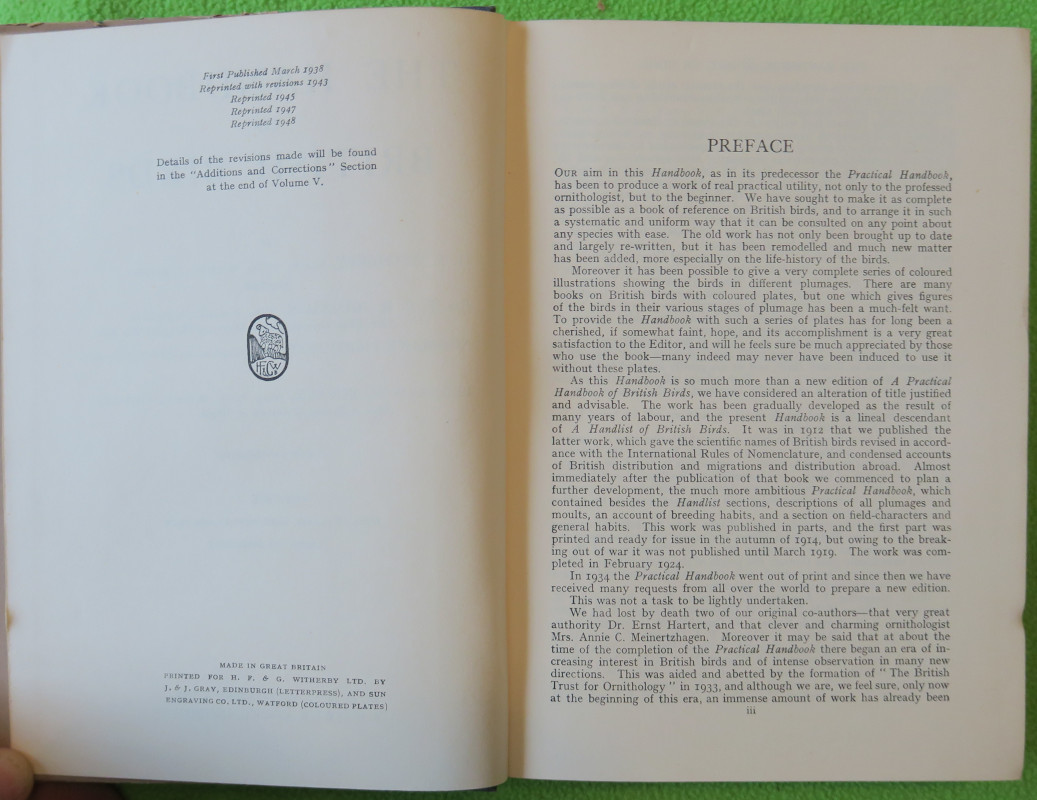 First Published March 1938
Reprinted with revisions 1943
Reprinted 1945
Reprinted 1947
Reprinted 1948
Details of the revisions made will be found
in the "Additions and Corrections" Section
at the end of Volume V.
H F & G W
MADE IN GREAT BRITAIN
PRINTED FOR H. F. & G. WITHERBY LTD. BY
J. & J. GRAY, EDINBURGH (LETTERPRESS), AND SUN
ENGRAVING CO. LTD., WATFORD (COLOURED PLATES)
PREFACE
OUR aim in this Handbook, as in its predecessor the Practical Handbook,
has been to produce a work of real practical utility, not only to the professed
ornithologist, but to the beginner. We have sought to make it as complete
as possible as a book of reference on British birds, and to arrange it in such
a systematic and uniform way that it can be consulted on any point about
any species with ease. The old work has not only been brought up to date
and largely re-written, but it has been remodelled and much new matter
has been added, more especially on the life-history of the birds.
Moreover it has been possible to give a very complete series of coloured
illustrations showing the birds in different plumages. There are many
books on British birds with coloured plates, but one which gives figures
of the birds in their various stages of plumage has been a much-felt want.
To provide the Handbook with such a series of plates has for long been a
cherished, if somewhat faint, hope, and its accomplishment is a very great
satisfaction to the Editor, and will he feels sure be much appreciated by those
who use the book—many indeed may never have been induced to use it
without these plates.
As this Handbook is so much more than a new edition of A Practical
Handbook of British Birds, we have considered an alteration of title justified
and advisable. The work has been gradually developed as the result of
many years of labour, and the present Handbook is a lineal descendant
of A Handlist of British Birds. It was in 1912 that we published the
latter work, which gave the scientific names of British birds revised in accord-
ance with the International Rules of Nomenclature, and condensed accounts
of British distribution and migrations and distribution abroad. Almost
immediately after the publication of that book we commenced to plan a
further development, the much more ambitious Practical Handbook, which
contained besides the Handlist sections, descriptions of all plumages and
moults, an account of breeding habits, and a section on field-characters and
general habits. This work was published in parts, and the first part was
printed and ready for issue in the autumn of 1914, but owing to the break-
ing out of war it was not published until March 1919. The work was com-
pleted in February 1924.
In 1934 the Practical Handbook went out of print and since then we have
received many requests from all over the world to prepare a new edition.
This was not a task to be lightly undertaken.
We had lost by death two of our original co-authors—that very great
authority Dr. Ernst Hartert, and that clever and charming ornithologist
Mrs. Annie C. Meinertzhagen. Moreover it may be said that at about the
time of the completion of the Practical Handbook there began an era of in-
creasing interest in British birds and of intense observation in many new
directions. This was aided and abetted by the formation of " The British
Trust for Ornithology " in 1933, and although we are, we feel sure, only now
at the beginning of this era, an immense amount of work has already been
iii